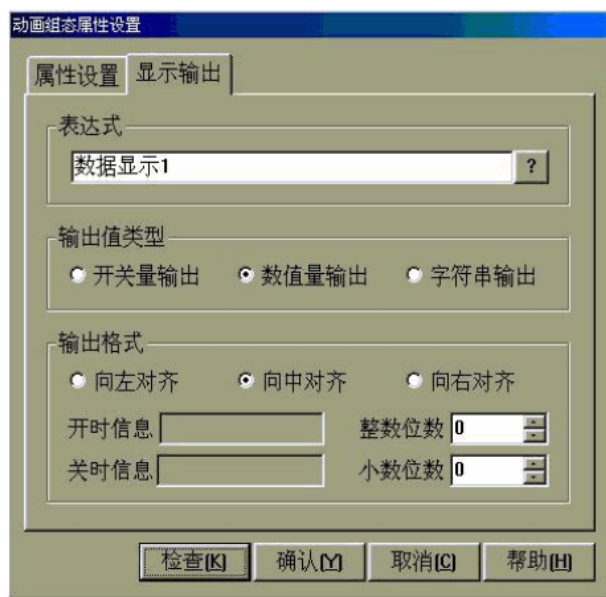 动画组态属性设置
属性设置 显示输出
表达式
数据显示1 ?
输出值类型
开关量输出 数值量输出 字符串输出
输出格式
向左对齐 向中对齐 向右对齐
开时信息 整数位数 0
关时信息 小数位数 0
检查(K) 确认(Y) 取消(C) 帮助(H)